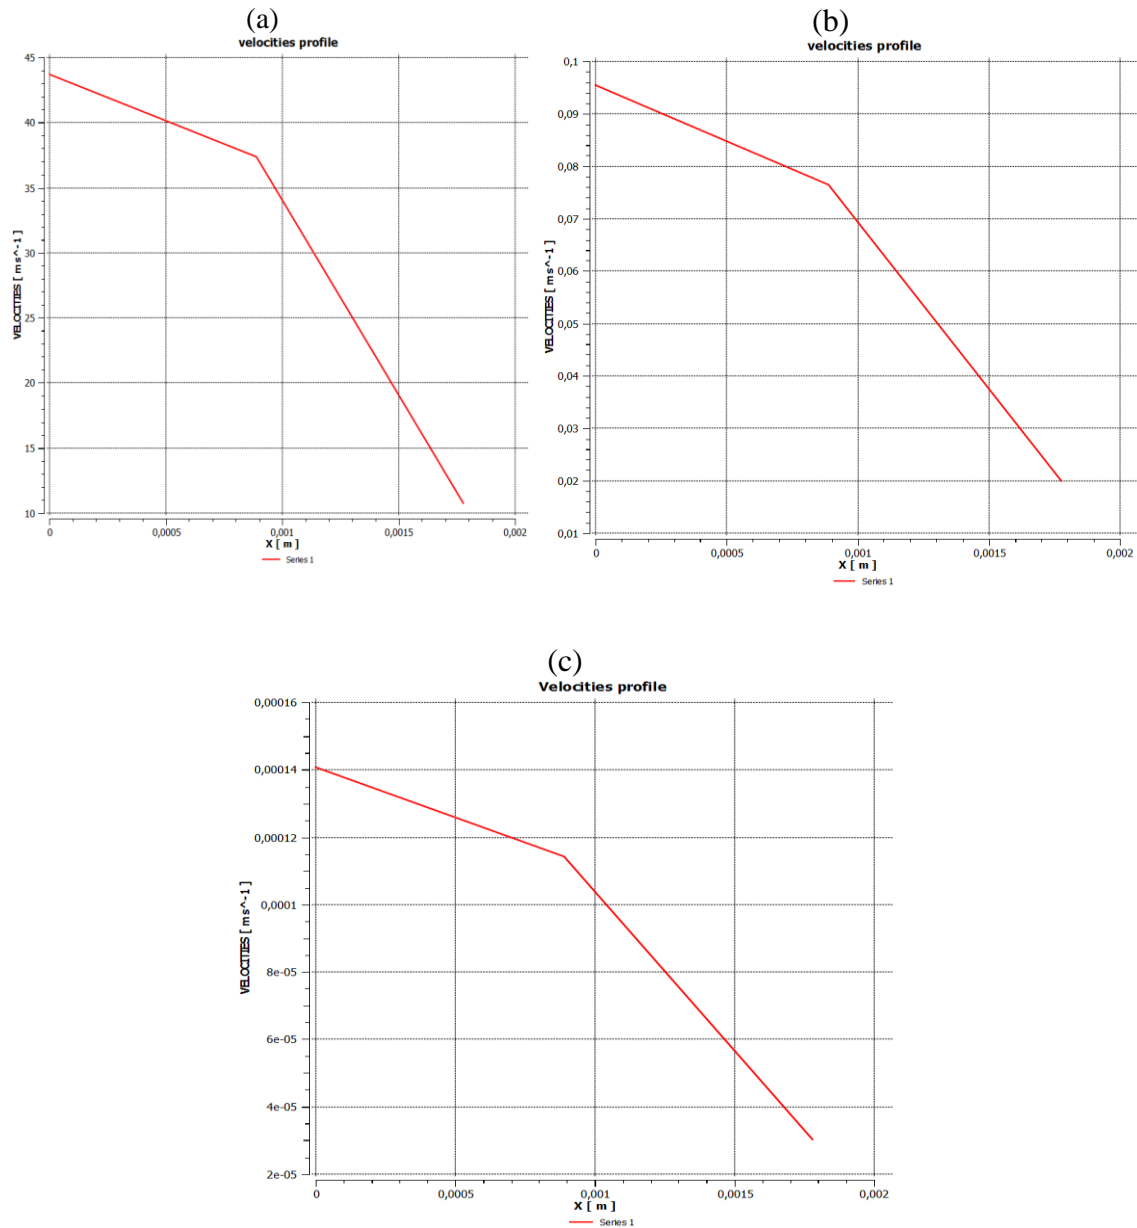 (a)
velocities profile
45
40
35
30
25
20
15
10
VELOCITIES [ ms^-1 ]
0
0,0005
0,001
0,0015
0,002
X [ m ]
Series 1
(b)
velocities profile
0,1
0,09
0,08
0,07
0,06
0,05
0,04
0,03
0,02
0,01
VELOCITIES [ ms^-1 ]
0
0,0005
0,001
0,0015
0,002
X [ m ]
Series 1
(c)
Velocities profile
0,00016
0,00014
0,00012
0,0001
8e-05
6e-05
4e-05
2e-05
VELOCITIES [ ms^-1 ]
0
0,0005
0,001
0,0015
0,002
X [ m ]
Series 1